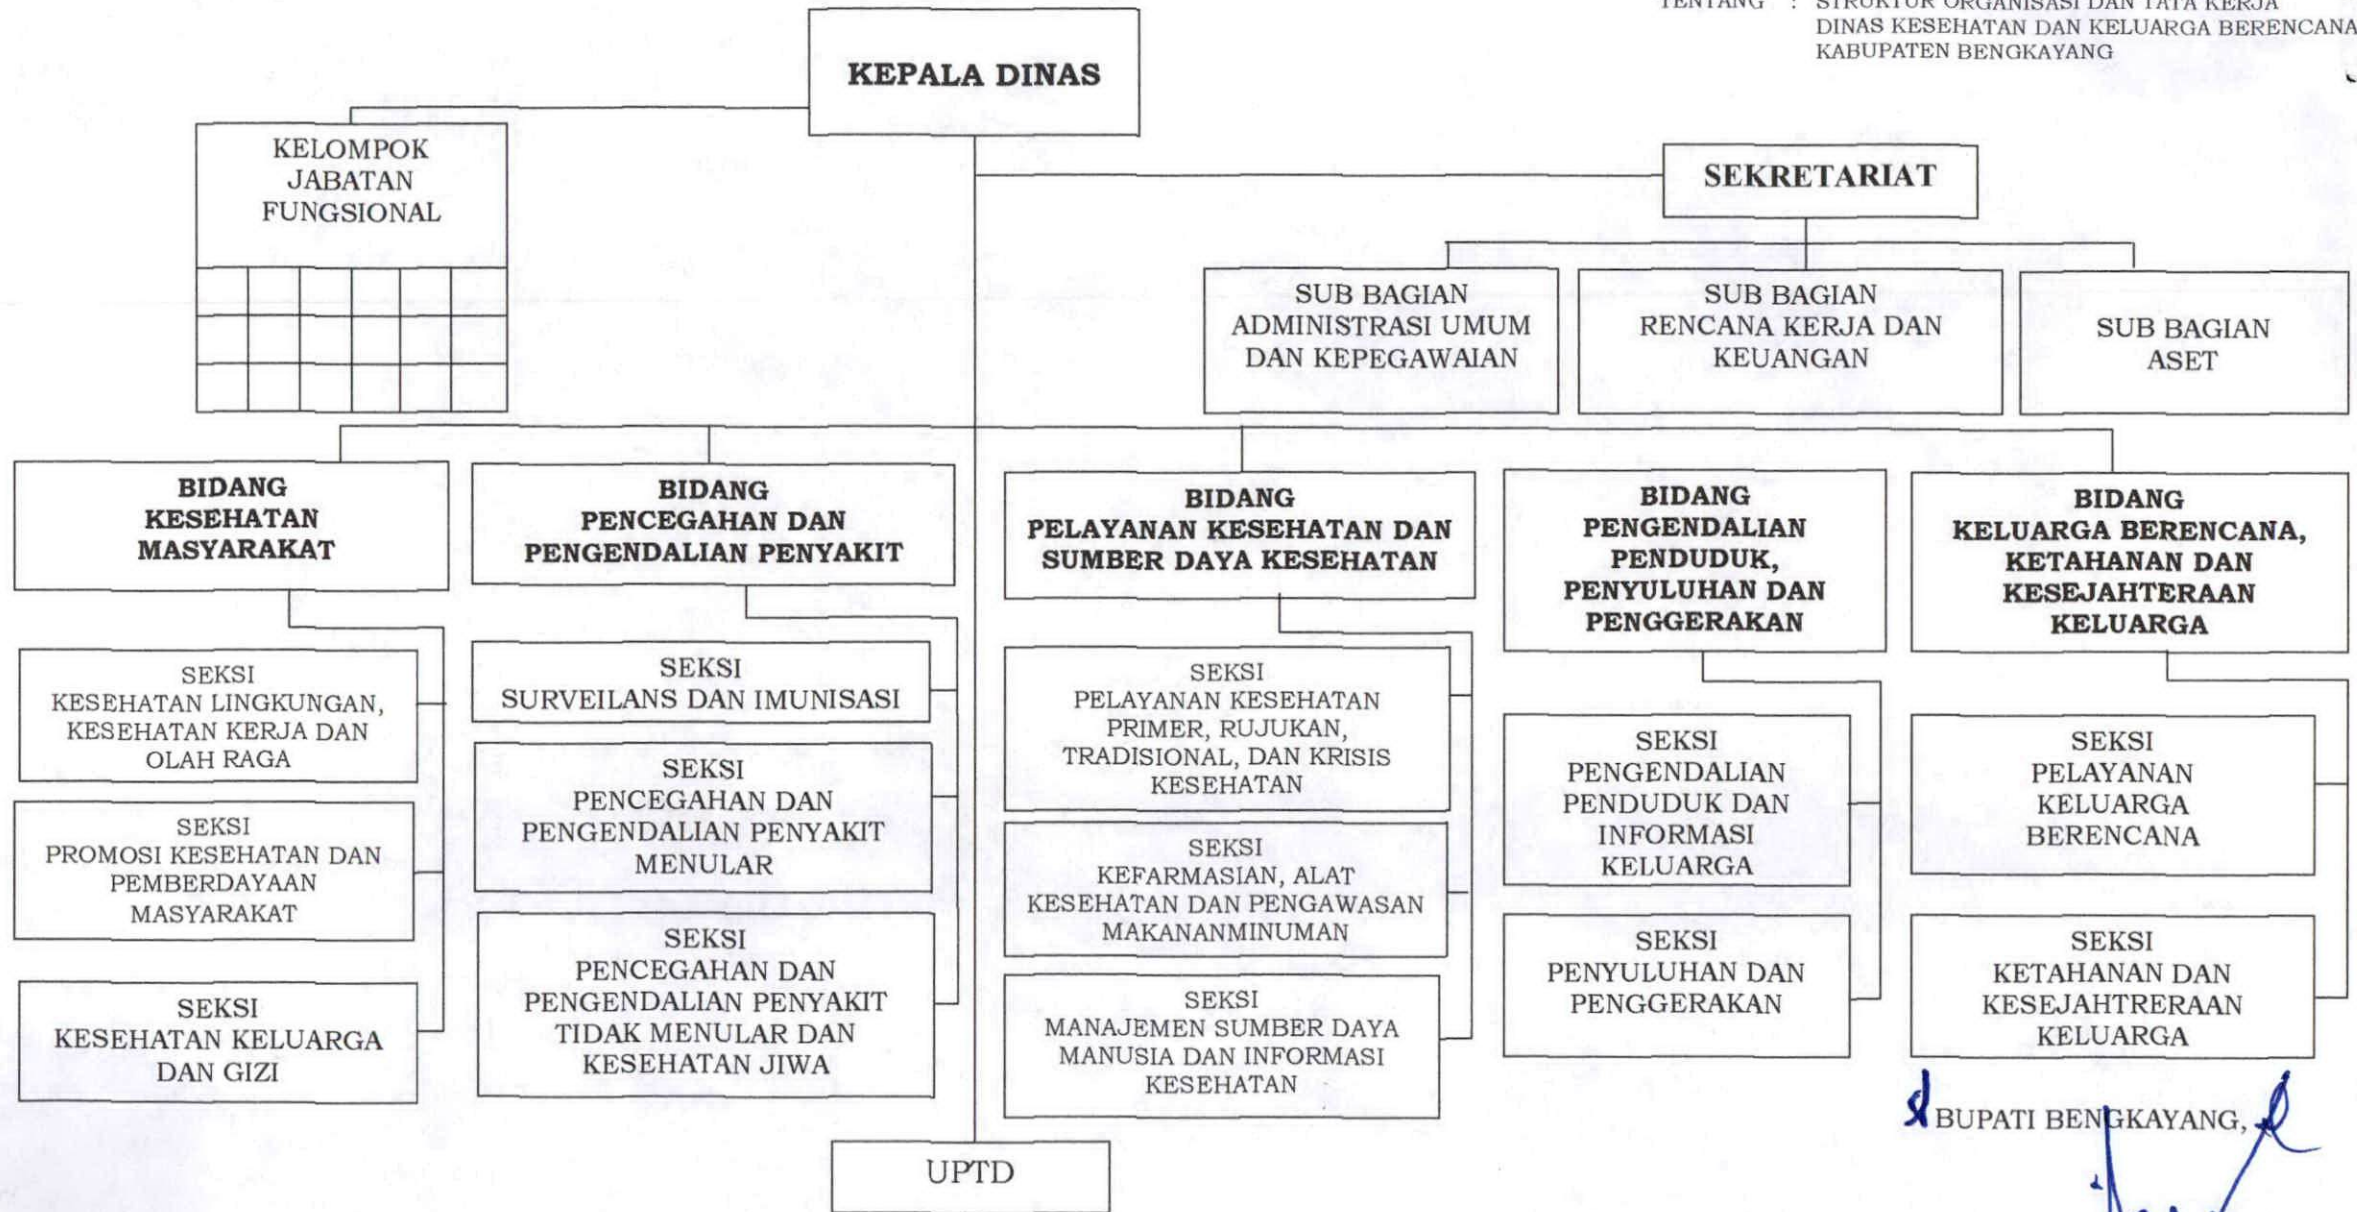 TENTANG : STRUKTUR ORGANISASI DAN TATA KERJA
DINAS KESEHATAN DAN KELUARGA BERENCANA
KABUPATEN BENGKAYANG
KEPALA DINAS
KELOMPOK
JABATAN
FUNGSIONAL
SEKRETARIAT
SUB BAGIAN
ADMINISTRASI UMUM
DAN KEPEGAWAIAN
SUB BAGIAN
RENCANA KERJA DAN
KEUANGAN
SUB BAGIAN
ASET
BIDANG
KESEHATAN
MASYARAKAT
BIDANG
PENCEGAHAN DAN
PENGENDALIAN PENYAKIT
BIDANG
PELAYANAN KESEHATAN DAN
SUMBER DAYA KESEHATAN
BIDANG
PENGENDALIAN
PENDUDUK,
PENYULUHAN DAN
PENGGERAKAN
BIDANG
KELUARGA BERENCANA,
KETAHANAN DAN
KESEJAHTERAAN
KELUARGA
SEKSI
KESEHATAN LINGKUNGAN,
KESEHATAN KERJA DAN
OLAH RAGA
SEKSI
PROMOSI KESEHATAN DAN
PEMBERDAYAAN
MASYARAKAT
SEKSI
KESEHATAN KELUARGA
DAN GIZI
SEKSI
SURVEILANS DAN IMUNISASI
SEKSI
PENCEGAHAN DAN
PENGENDALIAN PENYAKIT
MENULAR
SEKSI
PENCEGAHAN DAN
PENGENDALIAN PENYAKIT
TIDAK MENULAR DAN
KESEHATAN JIWA
SEKSI
PELAYANAN KESEHATAN
PRIMER, RUJUKAN,
TRADISIONAL, DAN KRISIS
KESEHATAN
SEKSI
KEFARMASIAN, ALAT
KESEHATAN DAN PENGAWASAN
MAKANANMINUMAN
SEKSI
MANAJEMEN SUMBER DAYA
MANUSIA DAN INFORMASI
KESEHATAN
SEKSI
PENGENDALIAN
PENDUDUK DAN
INFORMASI
KELUARGA
SEKSI
PENYULUHAN DAN
PENGGERAKAN
SEKSI
PELAYANAN
KELUARGA
BERENCANA
SEKSI
KETAHANAN DAN
KESEJAHTRERAAN
KELUARGA
BUPATI BENGKAYANG,
UPTD